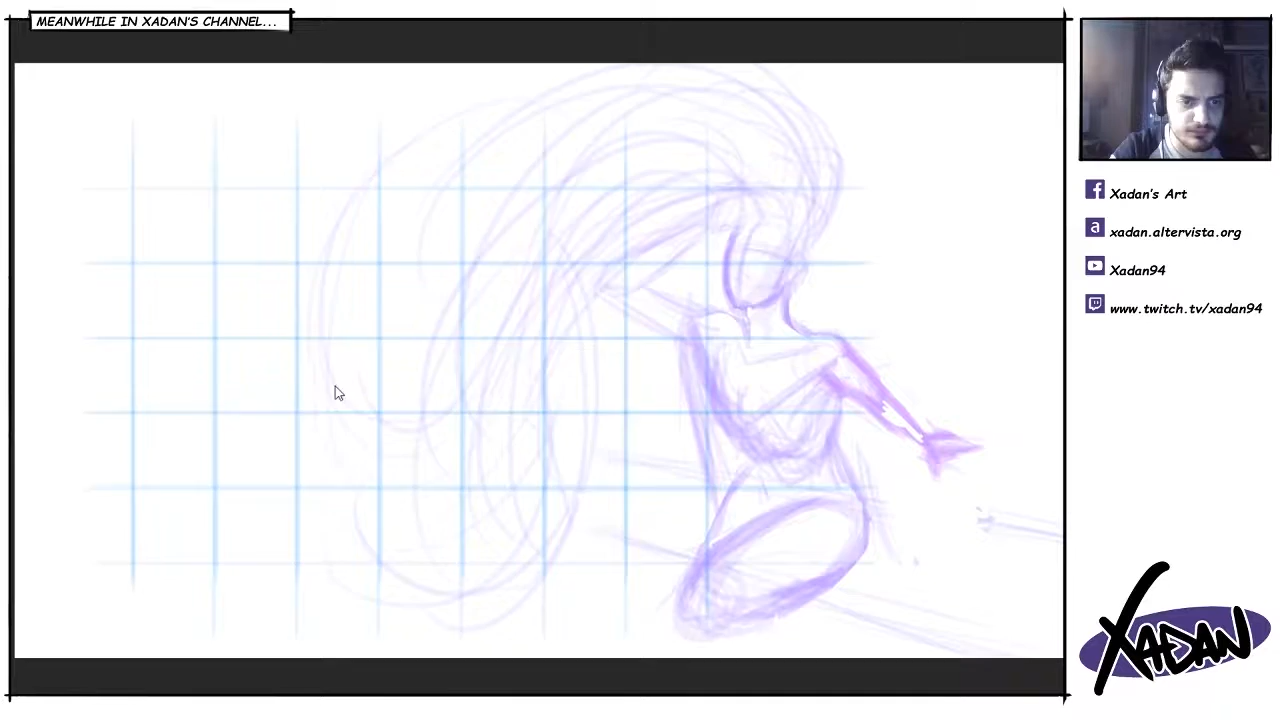 MEANWHILE IN XADAN'S CHANNEL...
Xadan's Art
a xadan.altervista.org
Xadan94
www.twitch.tv/xadan94
XADAN